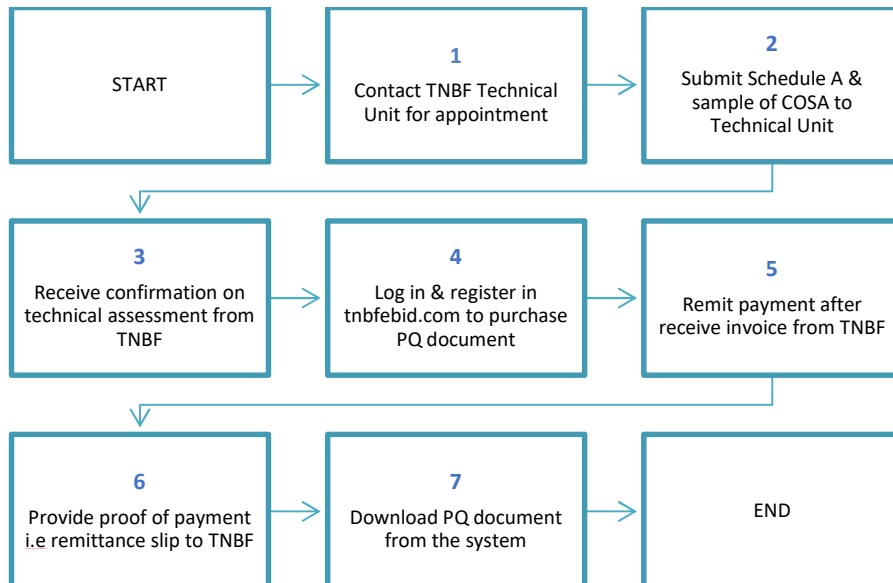 START
1
Contact TNBF Technical
Unit for appointment
2
Submit Schedule A &
sample of COSA to
Technical Unit
3
Receive confirmation on
technical assessment from
TNBF
4
Log in & register in
tnbfebid.com to purchase
PQ document
5
Remit payment after
receive invoice from TNBF
6
Provide proof of payment
i.e remittance slip to TNBF
7
Download PQ document
from the system
END